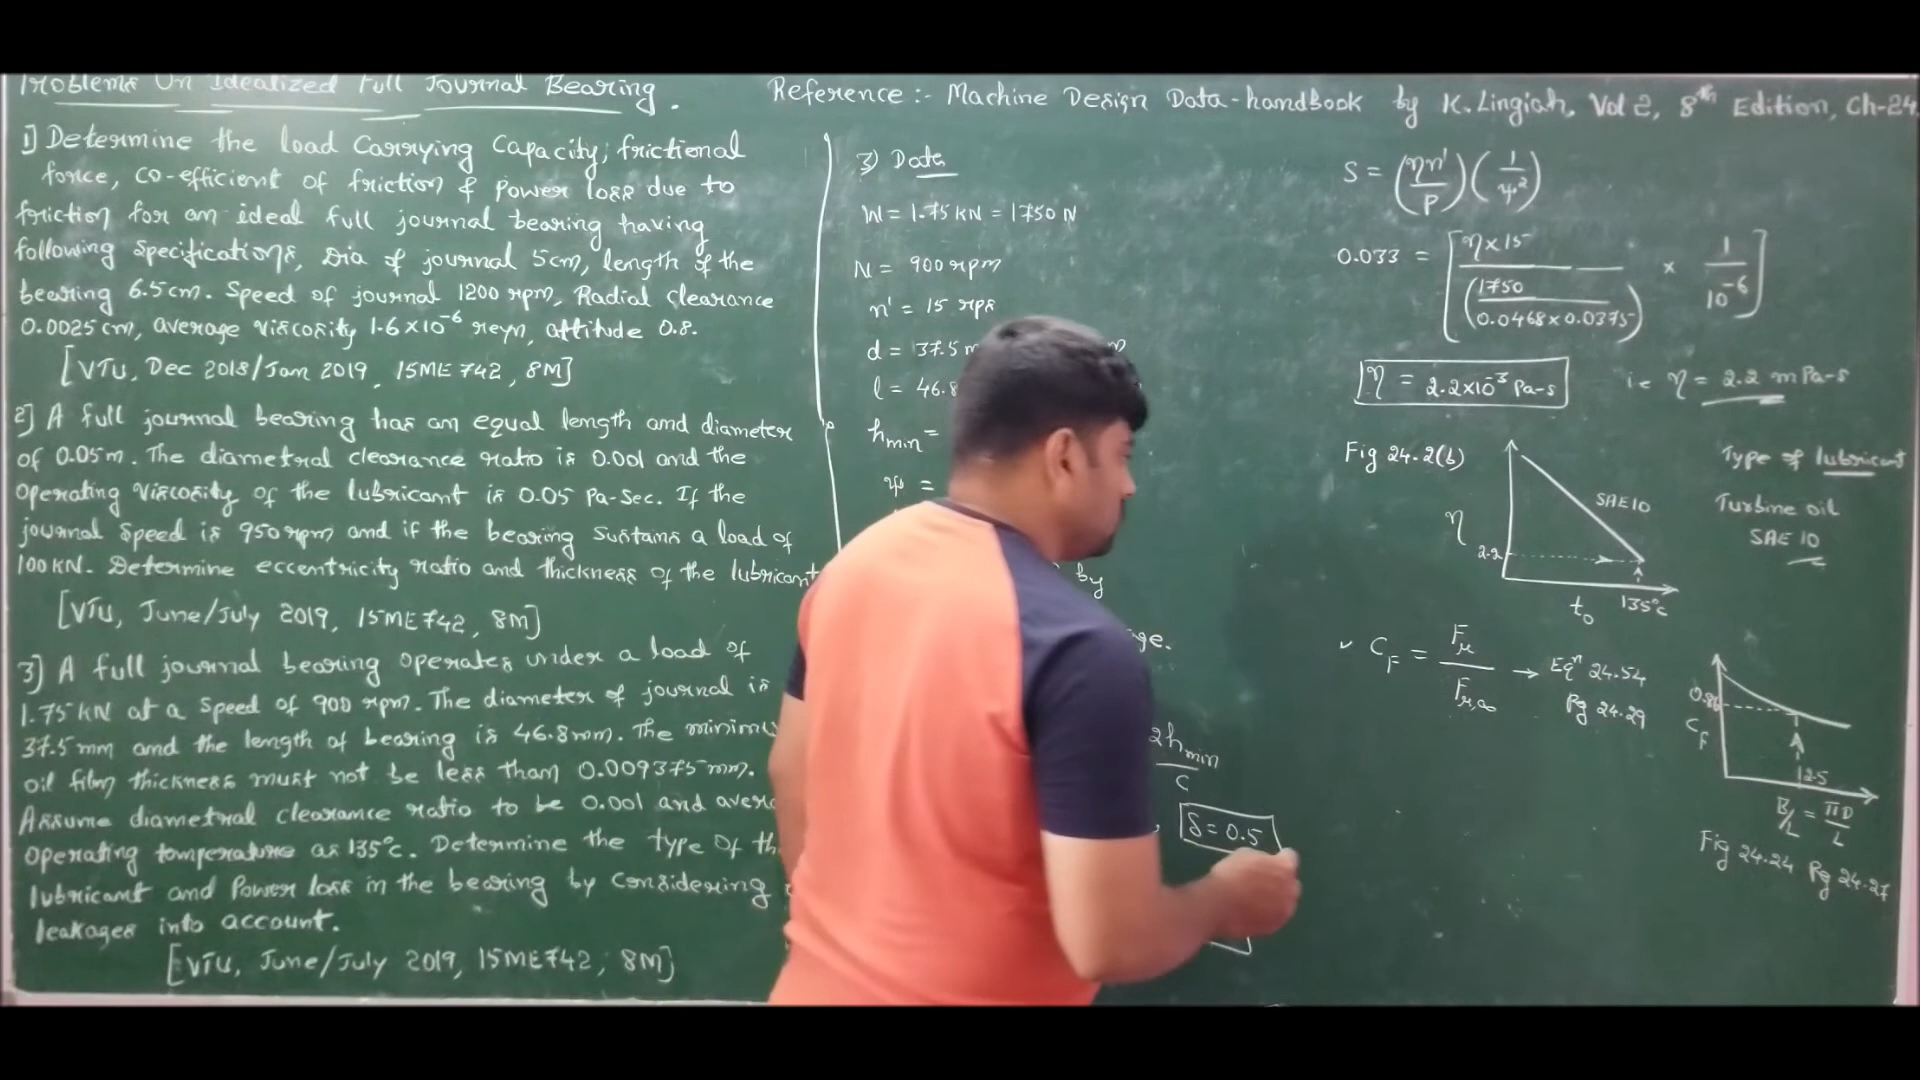 Problems On Idealized Full Journal Bearing.
Reference :- Machine Design Data-handbook by K. Lingiah, Vol 2, 8th Edition, Ch-24.
1) Determine the load Carrying Capacity, frictional
force, co-efficient of friction & power loss due to
friction for an ideal full journal bearing having
following specifications, Dia of journal 5cm, length of the
bearing 6.5cm. Speed of journal 1200 rpm, Radial clearance
0.0025 cm, average viscosity 1.6×10⁻⁶ reyn, attitude 0.8.
[VTU, Dec 2018/Jan 2019, 15ME742, 8M]
2] A full journal bearing has an equal length and diameter
of 0.05m. The diametral clearance ratio is 0.001 and the
operating viscosity of the lubricant is 0.05 Pa-sec. If the
journal speed is 950 rpm and if the bearing sustains a load of
100 KN. Determine eccentricity ratio and thickness of the lubricant
[VTU, June/July 2019, 15ME742, 8M]
3) A full journal bearing operates under a load of
1.75 KN at a speed of 900 rpm. The diameter of journal is
37.5 mm and the length of bearing is 46.8mm. The
oil film thickness must not be less than 0.009375 mm.
Assume diametral clearance ratio to be 0.001 and
operating temperature as 135°c. Determine the type of
lubricant and Power loss in the bearing by considering
leakages into account.
[VTU, June/July 2019, 15ME742, 8M]
3) Data
W = 1.75 KN = 1750 N
N = 900 rpm
n' = 15 rps
d = 37.5
l = 46.8
hmin =
ψ =
by
2hmin
C
δ = 0.5
S = (ηn'/P)(1/ψ²)
0.033 = [η×15 / (1750 / 0.0468×0.0375) × 1/10⁻⁶]
η = 2.2×10⁻³ Pa-s i.e η = 2.2 mPa-s
Fig 24.2(b)
η
2.2
SAE10
t₀
135°c
Type of lubricant
Turbine oil
SAE 10
C_F = F_μ / F_μ,∞ → Eqⁿ 24.54
Pg 24.29
C_F
12.5
B/L = πD/L
Fig 24.24 Pg 24.27